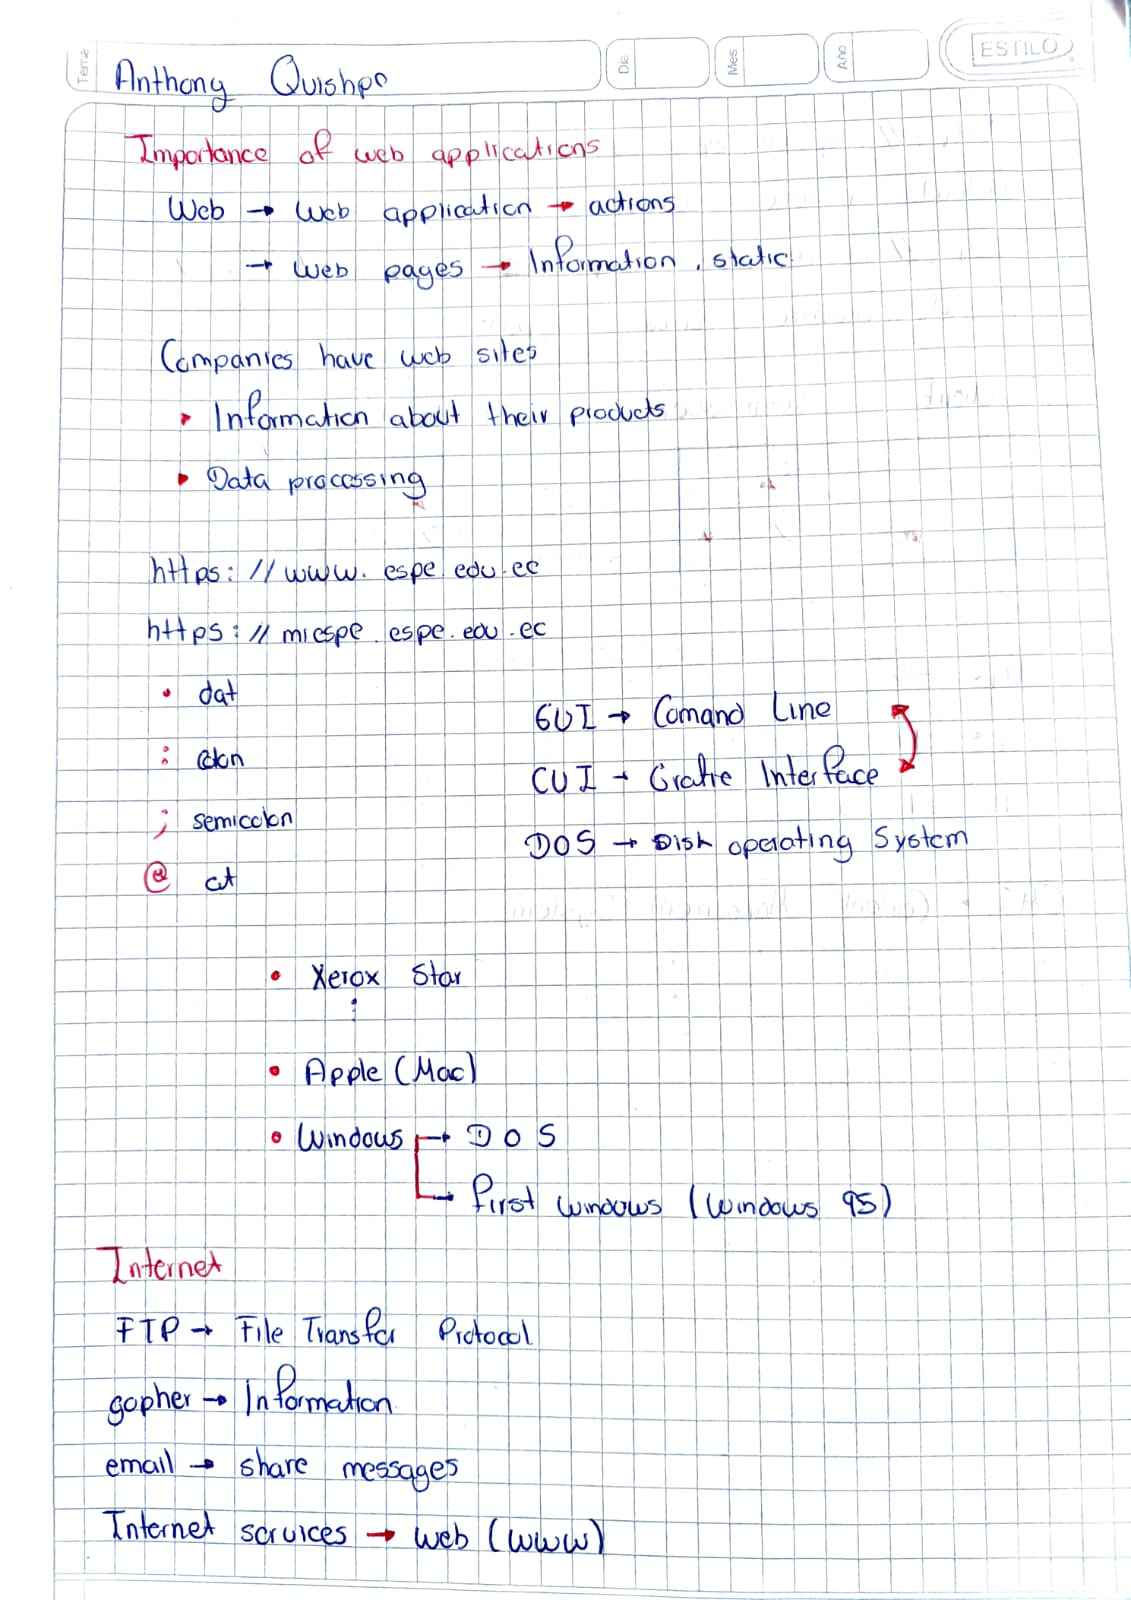 Tema Anthony Quishpe Día Mes Año ESTILO
Importance of web applications
Web → Web application → actions
→ web pages → Information, static
Companies have web sites
Information about their products
• Data processing
https://www.espe.edu.ec
https://miespe.espe.edu.ec
• dot
: colon
; semicolon
@ at
GUI → Comand Line
CUI → Grafic Interface
DOS → Disk operating System
• Xerox Star
• Apple (Mac)
• Windows → DOS
→ first windows (Windows 95)
Internet
FTP → File Transfer Protocol
gopher → Information
email → share messages
Internet services → web (www)